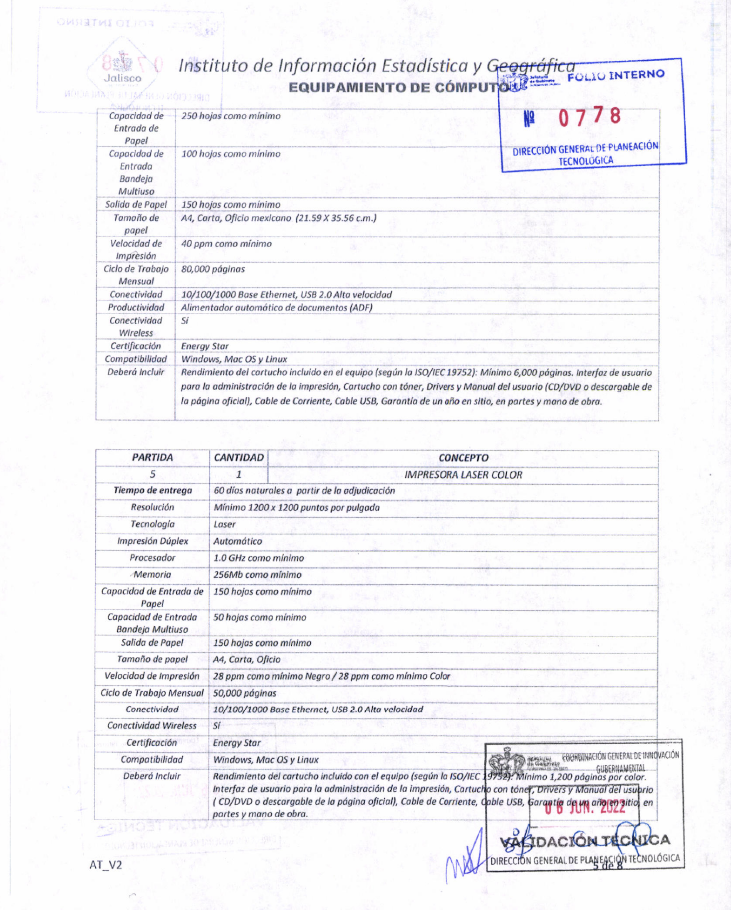 Jalisco
Instituto de Información Estadística y Geográfica
EQUIPAMIENTO DE CÓMPUTO
FOLIO INTERNO
Nº 0778
DIRECCIÓN GENERAL DE PLANEACIÓN
TECNOLÓGICA
Capacidad de Entrada de Papel 250 hojas como mínimo
Capacidad de Entrada Bandeja Multiuso 100 hojas como mínimo
Salida de Papel 150 hojas como mínimo
Tamaño de papel A4, Carta, Oficio mexicano (21.59 X 35.56 c.m.)
Velocidad de Impresión 40 ppm como mínimo
Ciclo de Trabajo Mensual 80,000 páginas
Conectividad 10/100/1000 Base Ethernet, USB 2.0 Alta velocidad
Productividad Alimentador automático de documentos (ADF)
Conectividad Wireless Sí
Certificación Energy Star
Compatibilidad Windows, Mac OS y Linux
Deberá Incluir Rendimiento del cartucho incluido en el equipo (según la ISO/IEC 19752): Mínimo 6,000 páginas. Interfaz de usuario
para la administración de la impresión, Cartucho con tóner, Drivers y Manual del usuario (CD/DVD o descargable de
la página oficial), Cable de Corriente, Cable USB, Garantía de un año en sitio, en partes y mano de obra.
PARTIDA CANTIDAD CONCEPTO
5 1 IMPRESORA LASER COLOR
Tiempo de entrega 60 días naturales a partir de la adjudicación
Resolución Mínimo 1200 x 1200 puntos por pulgada
Tecnología Laser
Impresión Dúplex Automático
Procesador 1.0 GHz como mínimo
Memoria 256Mb como mínimo
Capacidad de Entrada de Papel 150 hojas como mínimo
Capacidad de Entrada Bandeja Multiuso 50 hojas como mínimo
Salida de Papel 150 hojas como mínimo
Tamaño de papel A4, Carta, Oficio
Velocidad de Impresión 28 ppm como mínimo Negro / 28 ppm como mínimo Color
Ciclo de Trabajo Mensual 50,000 páginas
Conectividad 10/100/1000 Base Ethernet, USB 2.0 Alta velocidad
Conectividad Wireless Sí
Certificación Energy Star
Compatibilidad Windows, Mac OS y Linux
Deberá Incluir Rendimiento del cartucho incluido con el equipo (según la ISO/IEC 19752): Mínimo 1,200 páginas por color.
Interfaz de usuario para la administración de la impresión, Cartucho con tóner, Drivers y Manual del usuario
( CD/DVD o descargable de la página oficial), Cable de Corriente, Cable USB, Garantía de un año en sitio, en
partes y mano de obra.
COORDINACIÓN GENERAL DE INNOVACIÓN
GUBERNAMENTAL
06 JUN. 2022
VALIDACIÓN TÉCNICA
DIRECCIÓN GENERAL DE PLANEACIÓN TECNOLÓGICA
AT_V2
5 de 8